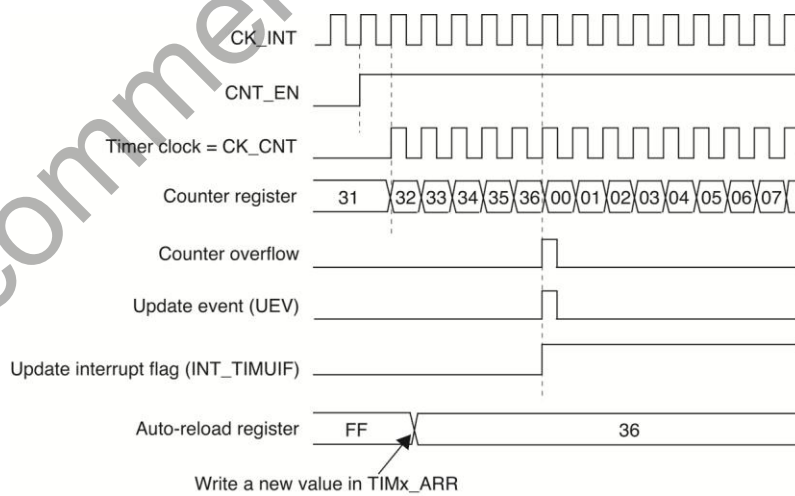 CK_INT
CNT_EN
Timer clock = CK_CNT
Counter register 31 32 33 34 35 36 00 01 02 03 04 05 06 07
Counter overflow
Update event (UEV)
Update interrupt flag (INT_TIMUIF)
Auto-reload register FF 36
Write a new value in TIMx_ARR